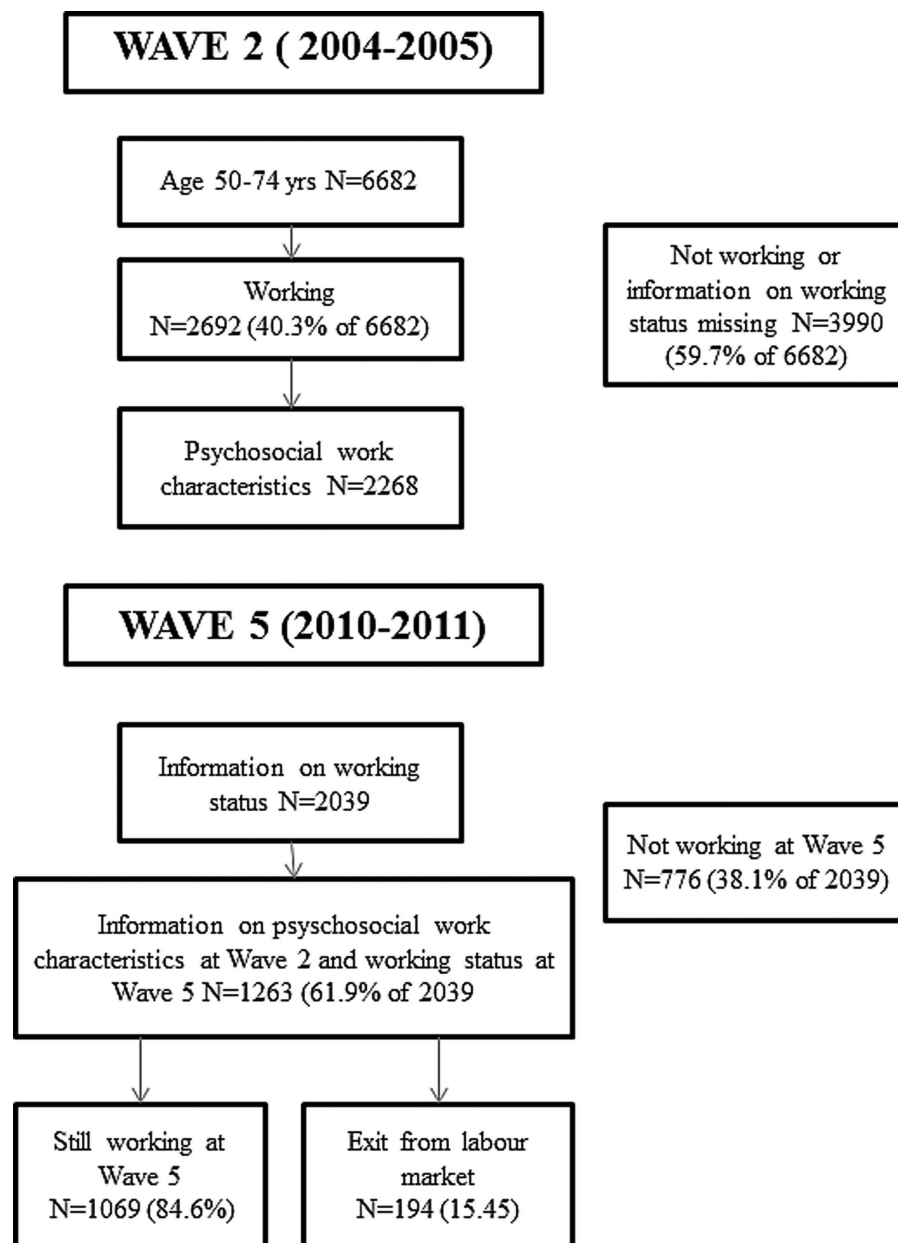 WAVE 2 ( 2004-2005)
Age 50-74 yrs N=6682
Working
N=2692 (40.3% of 6682)
Not working or
information on working
status missing N=3990
(59.7% of 6682)
Psychosocial work
characteristics N=2268
WAVE 5 (2010-2011)
Information on working
status N=2039
Not working at Wave 5
N=776 (38.1% of 2039)
Information on psyschosocial work
characteristics at Wave 2 and working status at
Wave 5 N=1263 (61.9% of 2039
Still working at
Wave 5
N=1069 (84.6%)
Exit from labour
market
N=194 (15.45)